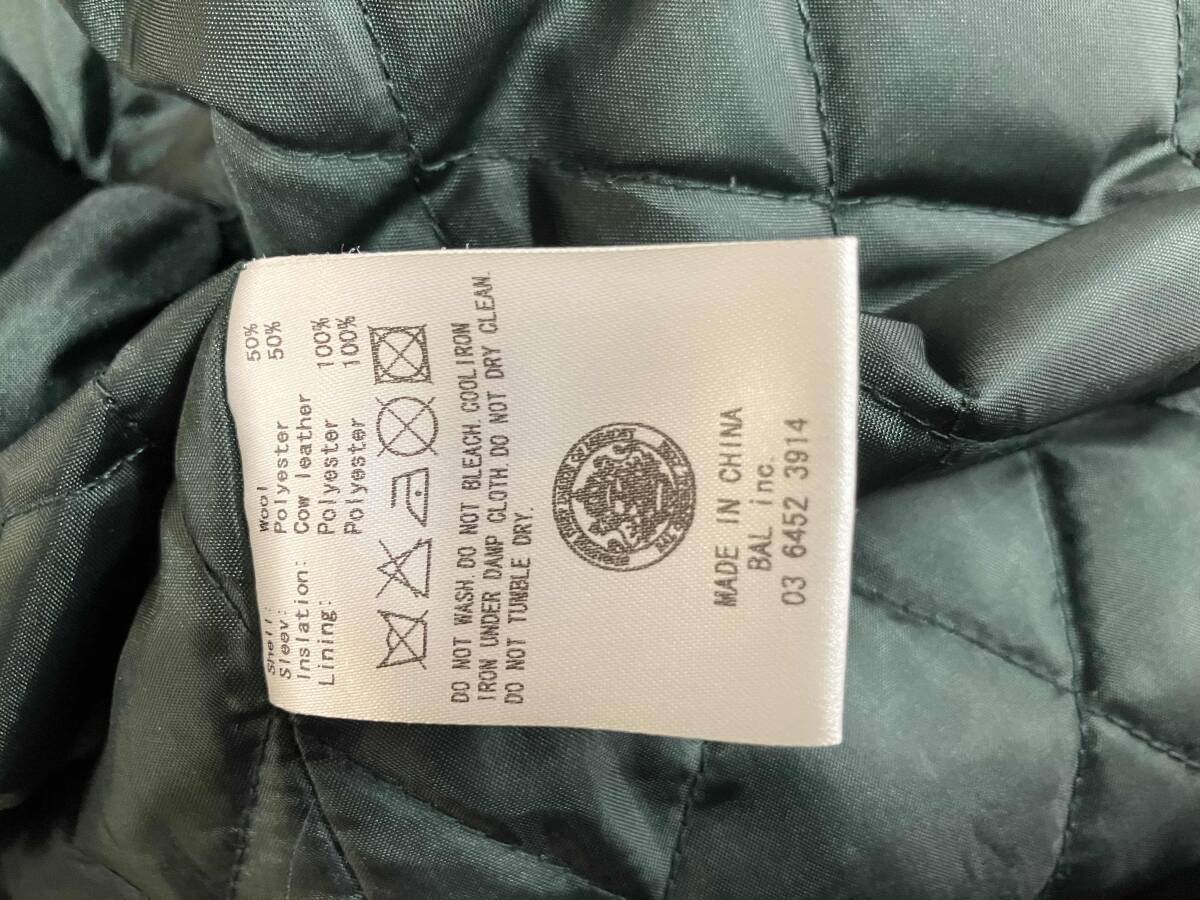 Shell: Wool 50%
Polyester 50%
Sleev: Cow leather
Inslation: Polyester 100%
Lining: Polyester 100%
DO NOT WASH. DO NOT BLEACH. COOL IRON
IRON UNDER DAMP CLOTH. DO NOT DRY CLEAN.
DO NOT TUMBLE DRY.
MADE IN CHINA
BAL inc.
03 6452 3914